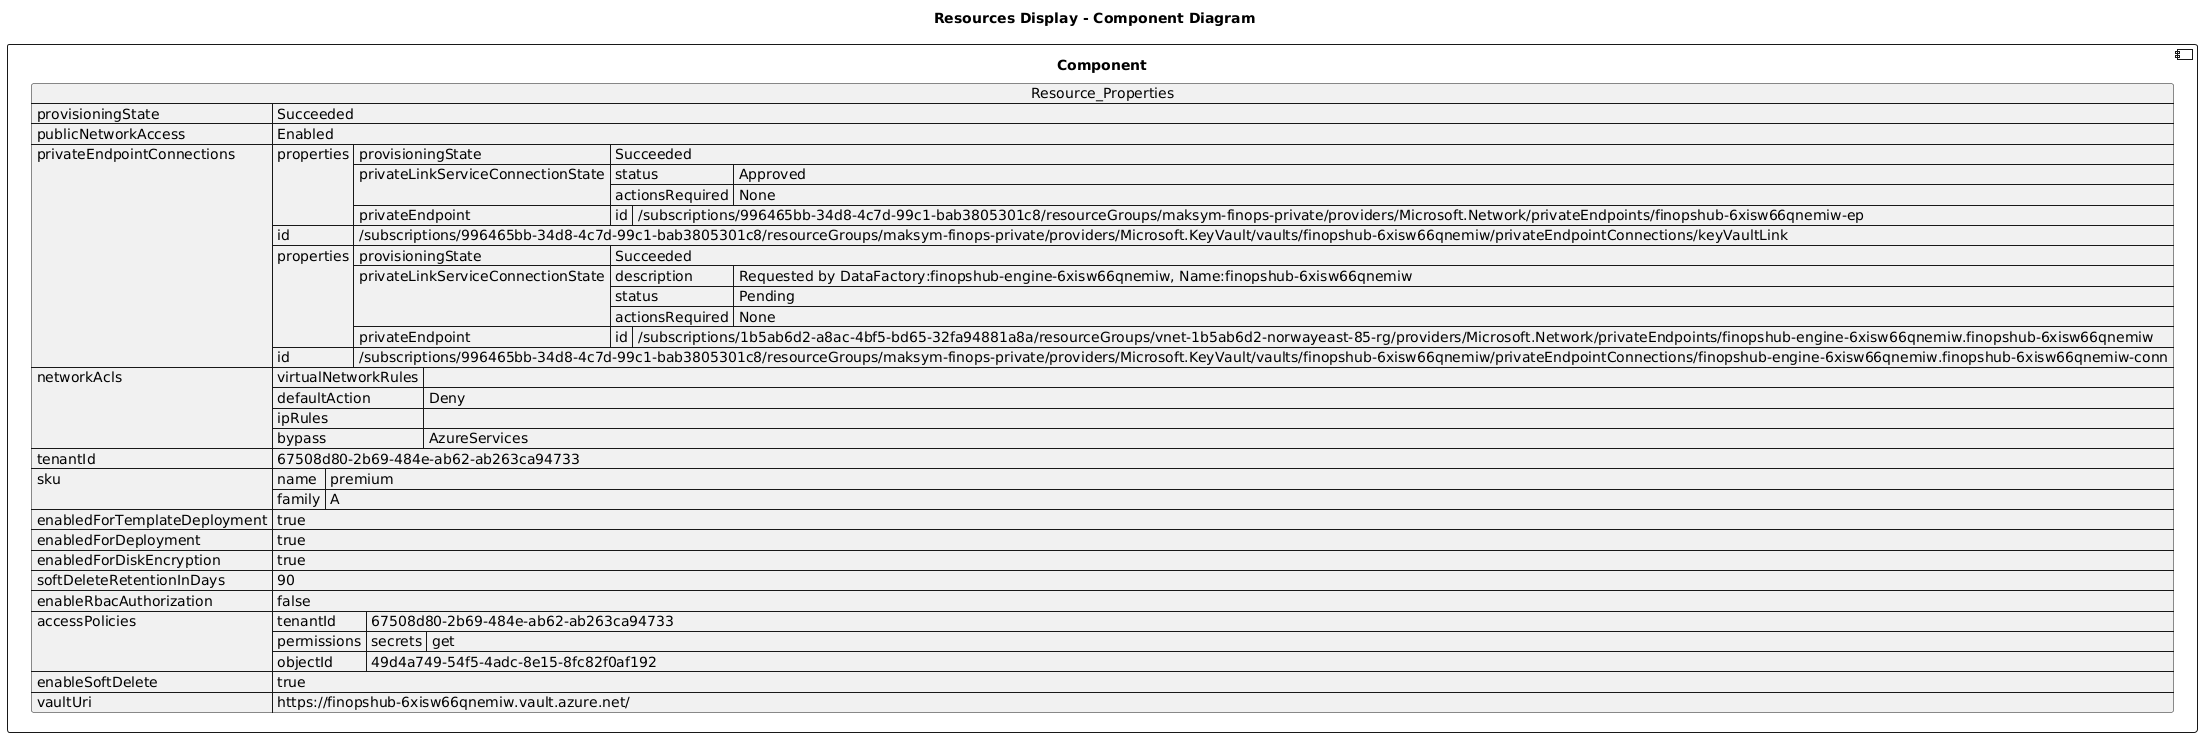 Resources Display - Component Diagram
Component
Resource_Properties
provisioningState Succeeded
publicNetworkAccess Enabled
privateEndpointConnections properties provisioningState Succeeded
privateLinkServiceConnectionState status Approved
actionsRequired None
privateEndpoint id /subscriptions/996465bb-34d8-4c7d-99c1-bab3805301c8/resourceGroups/maksym-finops-private/providers/Microsoft.Network/privateEndpoints/finopshub-6xisw66qnemiw-ep
id /subscriptions/996465bb-34d8-4c7d-99c1-bab3805301c8/resourceGroups/maksym-finops-private/providers/Microsoft.KeyVault/vaults/finopshub-6xisw66qnemiw/privateEndpointConnections/keyVaultLink
properties provisioningState Succeeded
privateLinkServiceConnectionState description Requested by DataFactory:finopshub-engine-6xisw66qnemiw, Name:finopshub-6xisw66qnemiw
status Pending
actionsRequired None
privateEndpoint id /subscriptions/1b5ab6d2-a8ac-4bf5-bd65-32fa94881a8a/resourceGroups/vnet-1b5ab6d2-norwayeast-85-rg/providers/Microsoft.Network/privateEndpoints/finopshub-engine-6xisw66qnemiw.finopshub-6xisw66qnemiw
id /subscriptions/996465bb-34d8-4c7d-99c1-bab3805301c8/resourceGroups/maksym-finops-private/providers/Microsoft.KeyVault/vaults/finopshub-6xisw66qnemiw/privateEndpointConnections/finopshub-engine-6xisw66qnemiw.finopshub-6xisw66qnemiw-conn
networkAcls virtualNetworkRules
defaultAction Deny
ipRules
bypass AzureServices
tenantId 67508d80-2b69-484e-ab62-ab263ca94733
sku name premium
family A
enabledForTemplateDeployment true
enabledForDeployment true
enabledForDiskEncryption true
softDeleteRetentionInDays 90
enableRbacAuthorization false
accessPolicies tenantId 67508d80-2b69-484e-ab62-ab263ca94733
permissions secrets get
objectId 49d4a749-54f5-4adc-8e15-8fc82f0af192
enableSoftDelete true
vaultUri https://finopshub-6xisw66qnemiw.vault.azure.net/